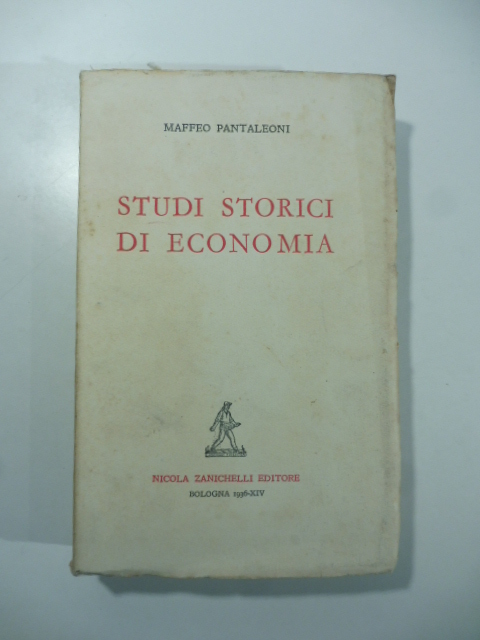 MAFFEO PANTALEONI
STUDI STORICI
DI ECONOMIA
NICOLA ZANICHELLI EDITORE
BOLOGNA 1936-XIV